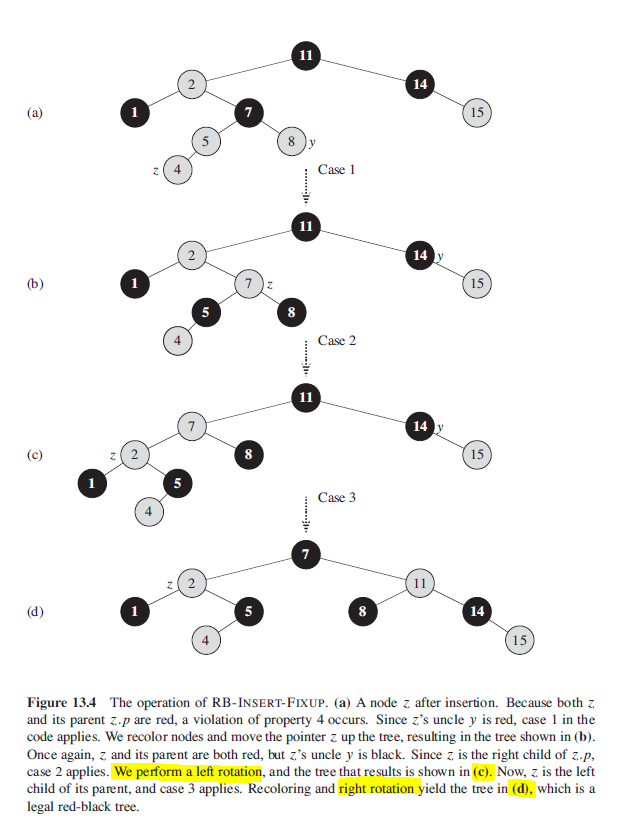 11
2 14
(a) 1 7 15
5 8 y
z 4 Case 1
11
2 14 y
(b) 1 7 z 15
5 8
4 Case 2
11
7 14 y
(c) z 2 8 15
1 5
4 Case 3
7
z 2 11
(d) 1 5 8 14
4 15
Figure 13.4 The operation of RB-INSERT-FIXUP. (a) A node z after insertion. Because both z
and its parent z.p are red, a violation of property 4 occurs. Since z’s uncle y is red, case 1 in the
code applies. We recolor nodes and move the pointer z up the tree, resulting in the tree shown in (b).
Once again, z and its parent are both red, but z’s uncle y is black. Since z is the right child of z.p,
case 2 applies. We perform a left rotation, and the tree that results is shown in (c). Now, z is the left
child of its parent, and case 3 applies. Recoloring and right rotation yield the tree in (d), which is a
legal red-black tree.